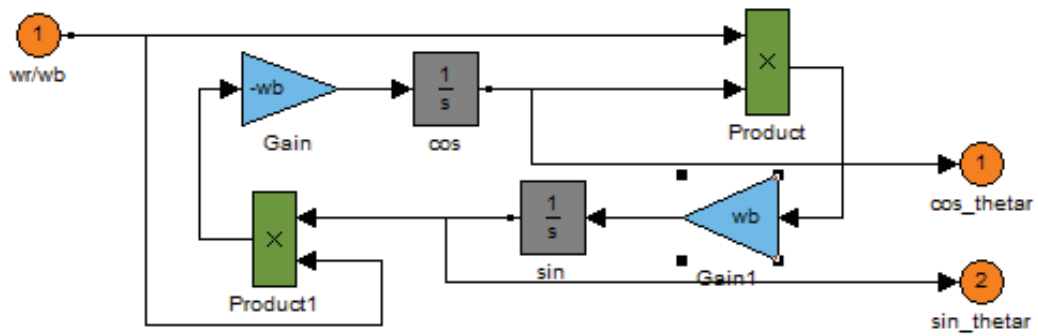 1
wr/wb
-wb
Gain
1
s
cos
×
Product
1
cos_thetar
×
Product1
1
s
sin
wb
Gain1
2
sin_thetar